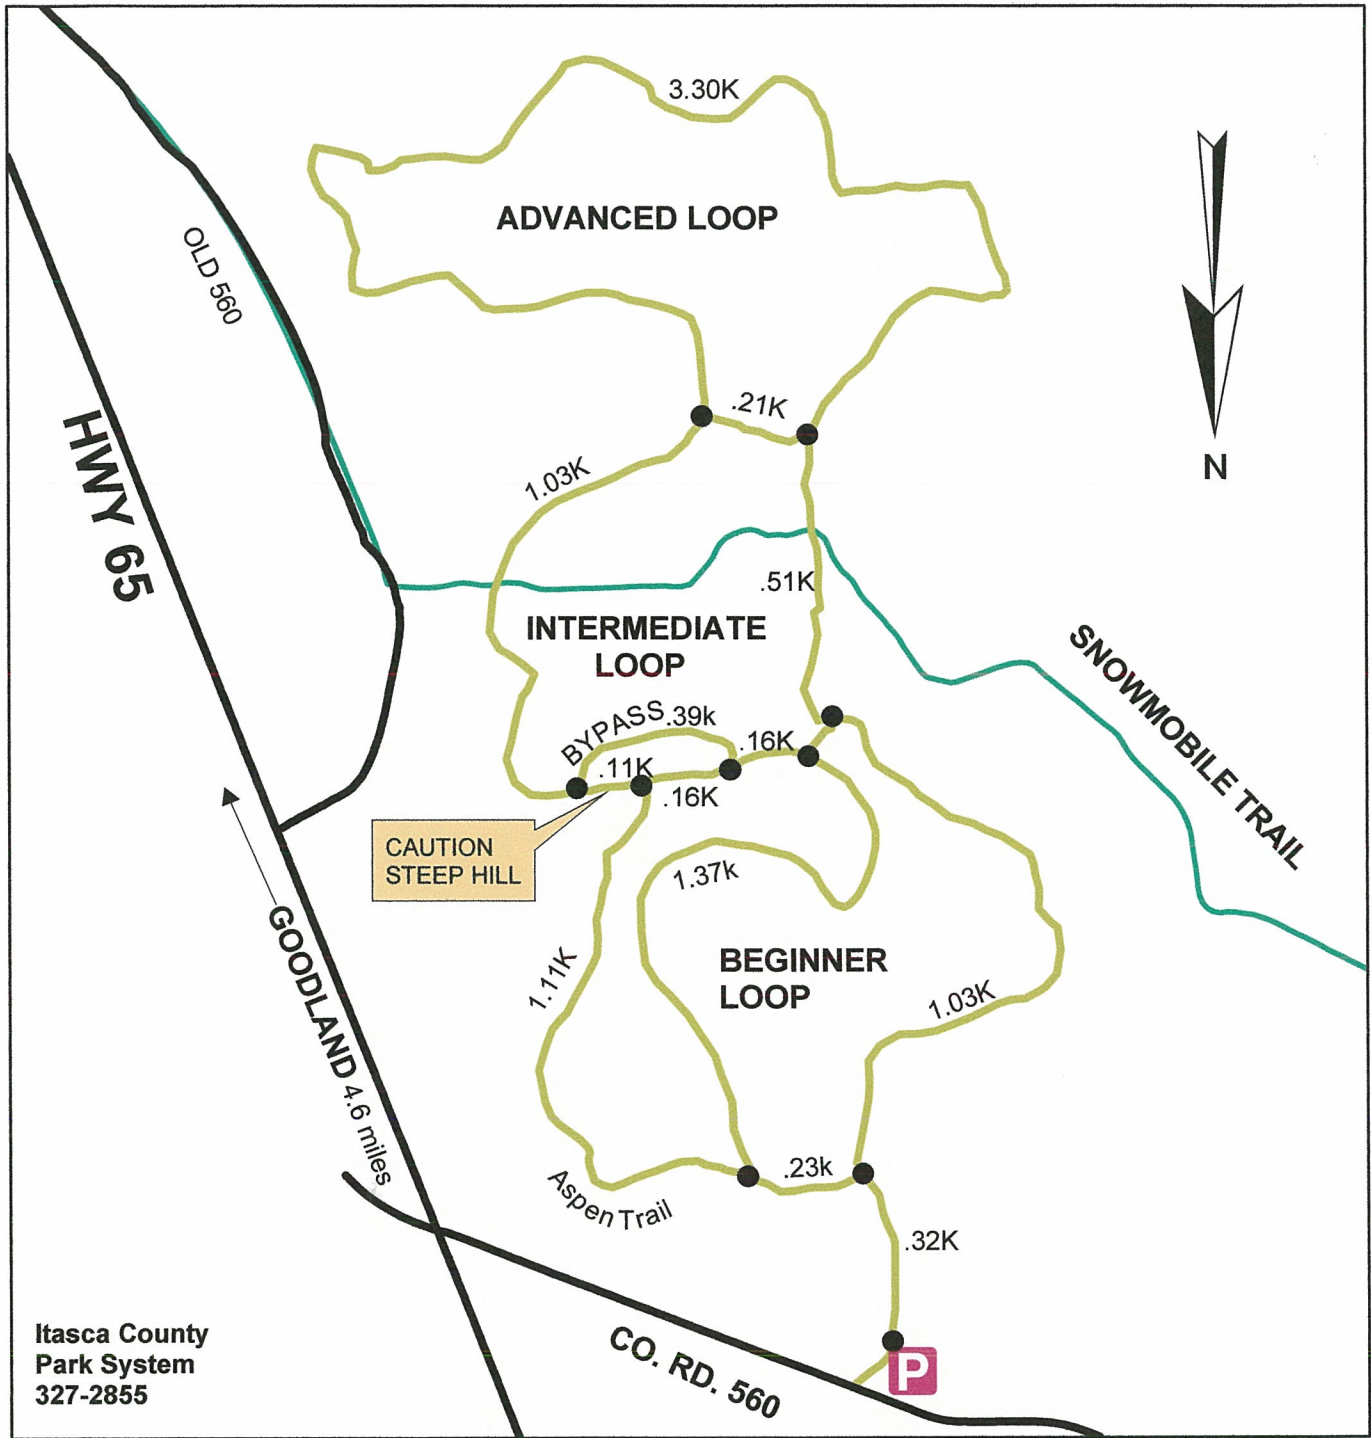 3.30K
ADVANCED LOOP
OLD 560
.21K
N
HWY 65
1.03K
.51K
INTERMEDIATE
LOOP
SNOWMOBILE TRAIL
BYPASS .39k
.16K
.11K
.16K
CAUTION
STEEP HILL
1.37k
GOODLAND 4.6 miles
BEGINNER
LOOP
1.11K
1.03K
.23k
Aspen Trail
.32K
Itasca County
Park System
327-2855
CO. RD. 560
P